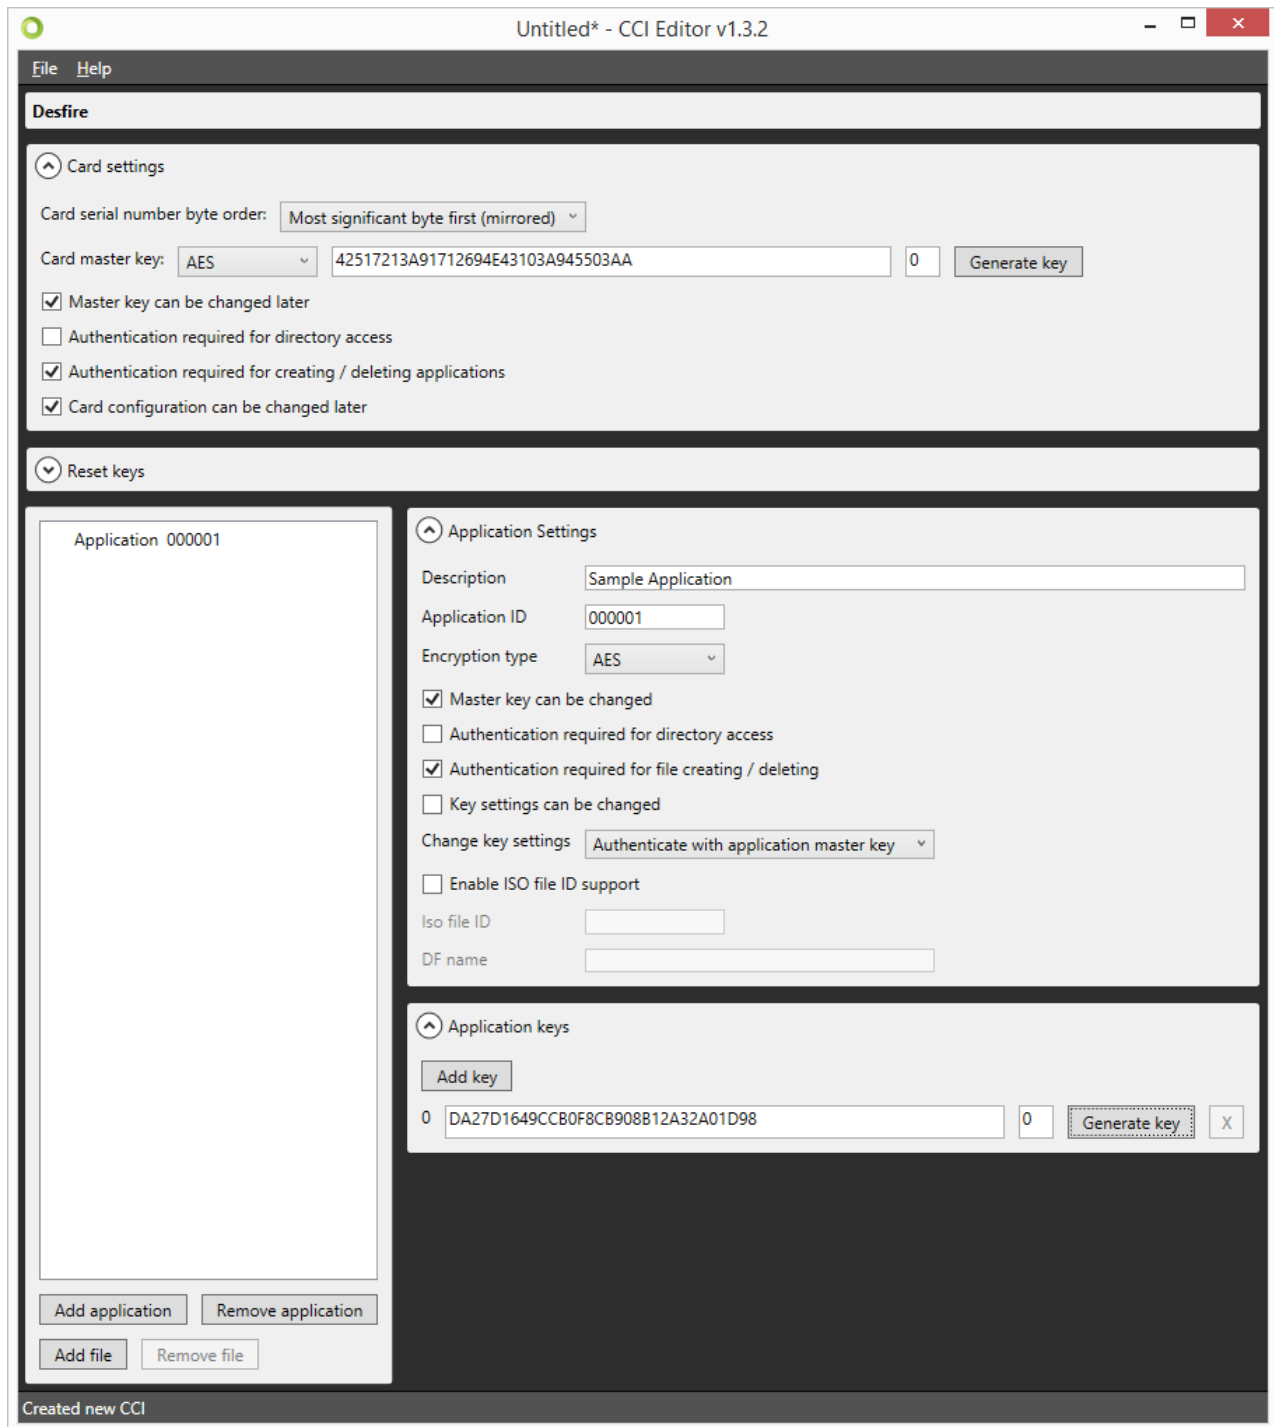 Untitled* - CCI Editor v1.3.2
File Help
Desfire
Card settings
Card serial number byte order: Most significant byte first (mirrored)
Card master key: AES 42517213A91712694E43103A945503AA 0 Generate key
Master key can be changed later
Authentication required for directory access
Authentication required for creating / deleting applications
Card configuration can be changed later
Reset keys
Application 000001
Application Settings
Description Sample Application
Application ID 000001
Encryption type AES
Master key can be changed
Authentication required for directory access
Authentication required for file creating / deleting
Key settings can be changed
Change key settings Authenticate with application master key
Enable ISO file ID support
Iso file ID
DF name
Application keys
Add key
0 DA27D1649CCB0F8CB908B12A32A01D98 0 Generate key X
Add application Remove application
Add file Remove file
Created new CCI